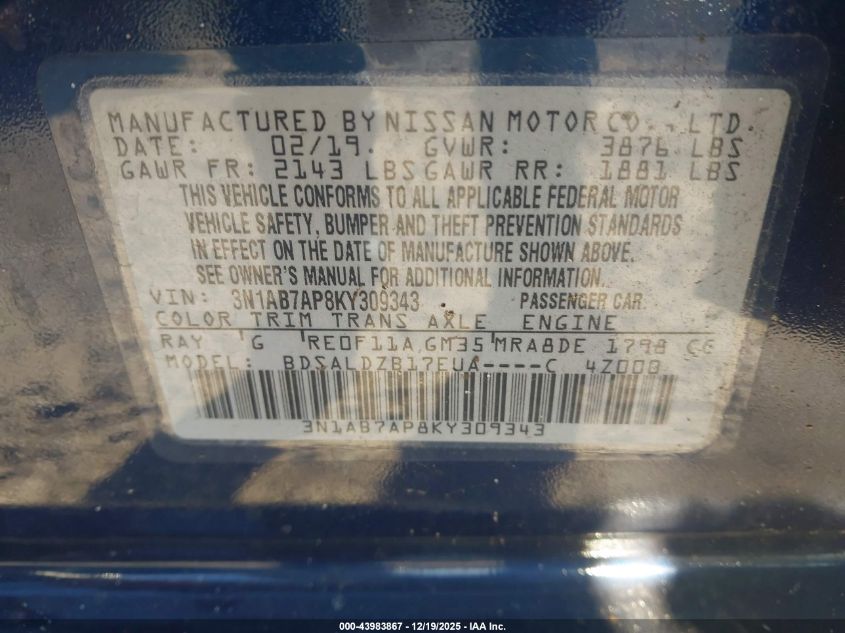 MANUFACTURED BY NISSAN MOTOR CO., LTD.
DATE: 02/19. GVWR: 3876 LBS
GAWR FR: 2143 LBS GAWR RR: 1881 LBS
THIS VEHICLE CONFORMS TO ALL APPLICABLE FEDERAL MOTOR
VEHICLE SAFETY, BUMPER AND THEFT PREVENTION STANDARDS
IN EFFECT ON THE DATE OF MANUFACTURE SHOWN ABOVE.
SEE OWNER'S MANUAL FOR ADDITIONAL INFORMATION.
VIN: 3N1AB7AP8KY309343 PASSENGER CAR.
COLOR TRIM TRANS AXLE ENGINE
RAY G RE0F11A GM35 MRA8DE 1798 CC
MODEL: BDSALDZB17EUA----C 4Z000
3N1AB7AP8KY309343
000-43983867 - 12/19/2025 - IAA Inc.